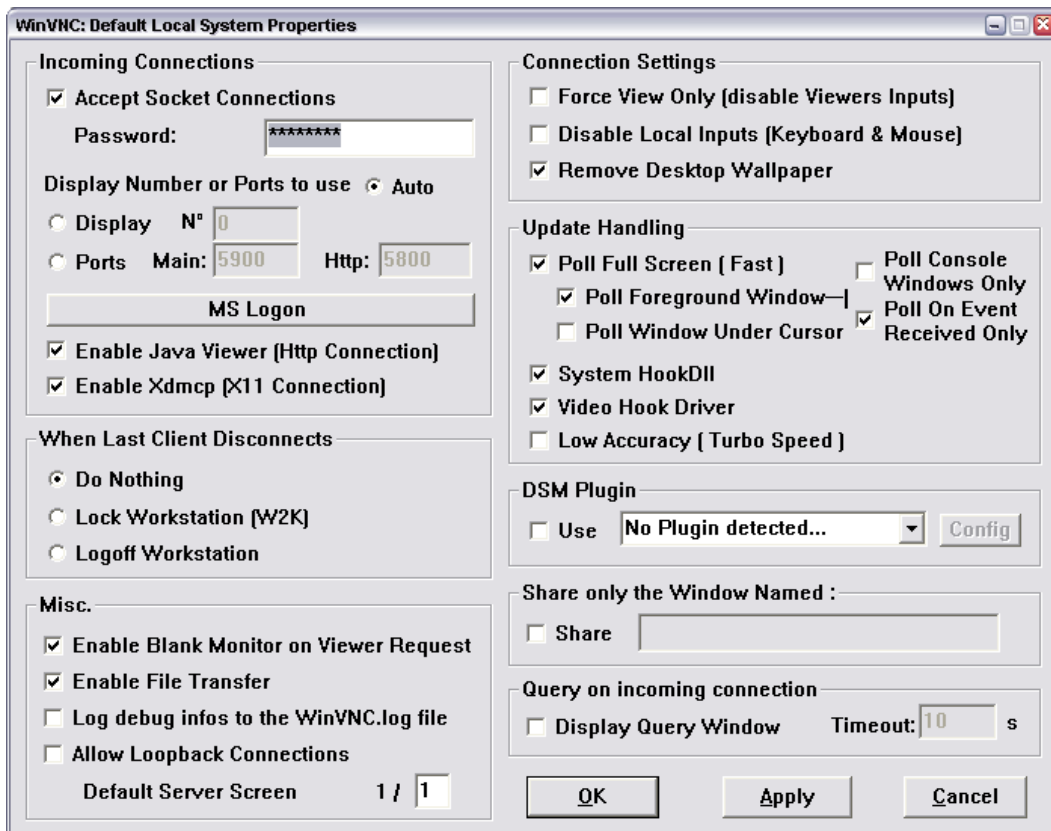 WinVNC: Default Local System Properties
Incoming Connections
Accept Socket Connections
Password: ********
Display Number or Ports to use Auto
Display N° 0
Ports Main: 5900 Http: 5800
MS Logon
Enable Java Viewer (Http Connection)
Enable Xdmcp (X11 Connection)
When Last Client Disconnects
Do Nothing
Lock Workstation (W2K)
Logoff Workstation
Misc.
Enable Blank Monitor on Viewer Request
Enable File Transfer
Log debug infos to the WinVNC.log file
Allow Loopback Connections
Default Server Screen 1 / 1
Connection Settings
Force View Only (disable Viewers Inputs)
Disable Local Inputs (Keyboard & Mouse)
Remove Desktop Wallpaper
Update Handling
Poll Full Screen ( Fast )
Poll Foreground Window—|
Poll Window Under Cursor
Poll Console
Windows Only
Poll On Event
Received Only
System HookDll
Video Hook Driver
Low Accuracy ( Turbo Speed )
DSM Plugin
Use No Plugin detected... Config
Share only the Window Named :
Share
Query on incoming connection
Display Query Window Timeout: 10 s
OK Apply Cancel